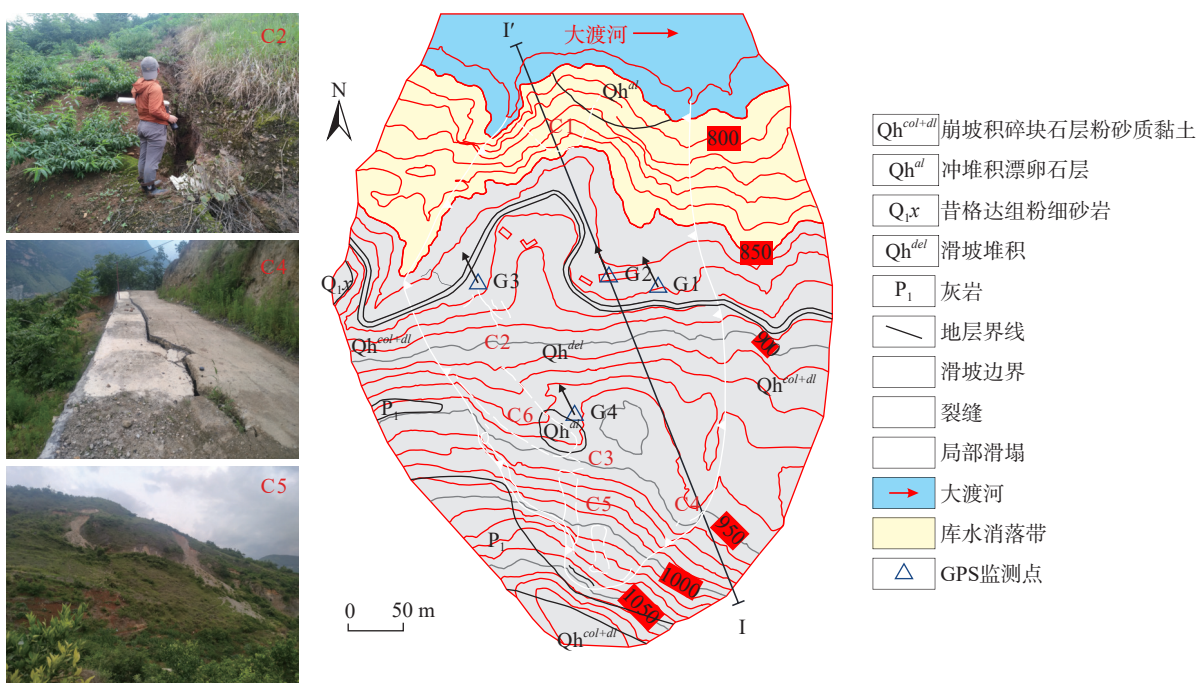 C2
C4
C5
I′
大渡河
N
Qh^al
C1
800
850
Q₁x
G3
G2
G1
Qh^col+dl
C2
Qh^del
900
Qh^col+dl
P₁
C6
G4
Qh^al
C3
C5
C4
P₁
950
1000
1050
0 50 m
I
Qh^col+dl
Qh^col+dl 崩坡积碎块石层粉砂质黏土
Qh^al 冲堆积漂卵石层
Q₁x 昔格达组粉细砂岩
Qh^del 滑坡堆积
P₁ 灰岩
地层界线
滑坡边界
裂缝
局部滑塌
大渡河
库水消落带
GPS监测点